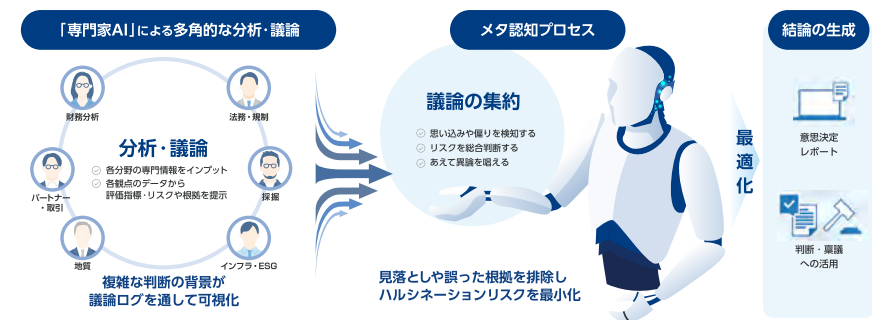 「専門家AI」による多角的な分析・議論
財務分析
法務・規制
分析・議論
各分野の専門情報をインプット
各観点のデータから
評価指標・リスクや根拠を提示
パートナー
・取引
採掘
地質
インフラ・ESG
複雑な判断の背景が
議論ログを通して可視化
メタ認知プロセス
議論の集約
思い込みや偏りを検知する
リスクを総合判断する
あえて異論を唱える
見落としや誤った根拠を排除し
ハルシネーションリスクを最小化
最適化
結論の生成
意思決定
レポート
判断・稟議
への活用